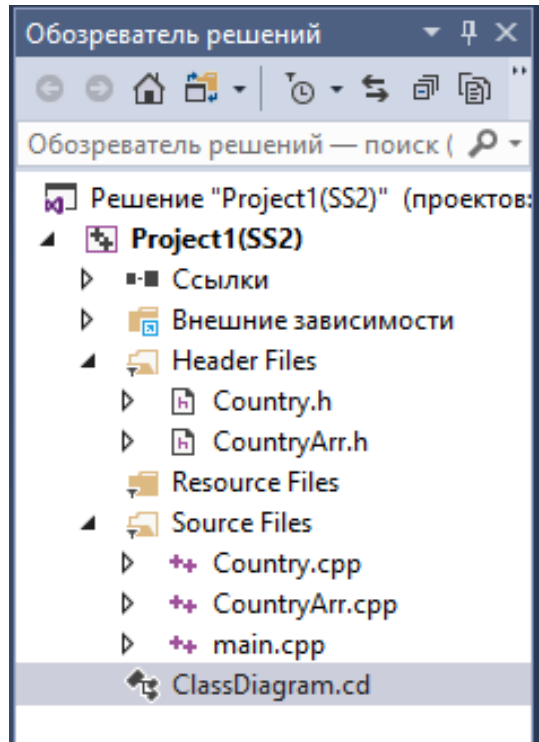 Обозреватель решений
Обозреватель решений — поиск (
Решение "Project1(SS2)" (проектов:
Project1(SS2)
Ссылки
Внешние зависимости
Header Files
Country.h
CountryArr.h
Resource Files
Source Files
Country.cpp
CountryArr.cpp
main.cpp
ClassDiagram.cd